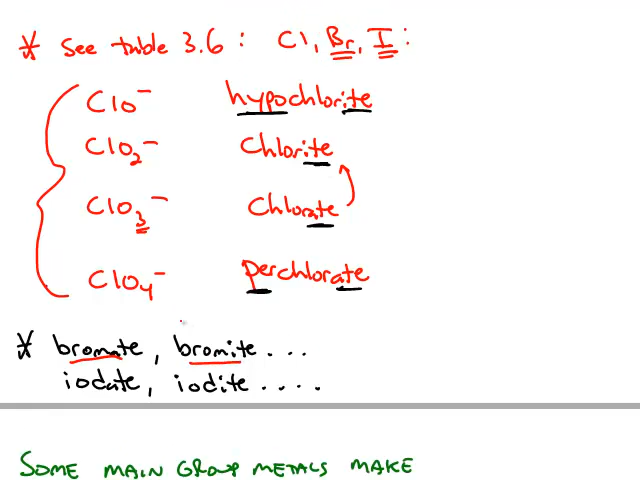 * See table 3.6 : Cl, Br, I :
ClO⁻ hypochlorite
ClO₂⁻ Chlorite
ClO₃⁻ Chlorate
ClO₄⁻ perchlorate
* bromate, bromite ...
iodate, iodite ....
SOME MAIN GROUP METALS MAKE